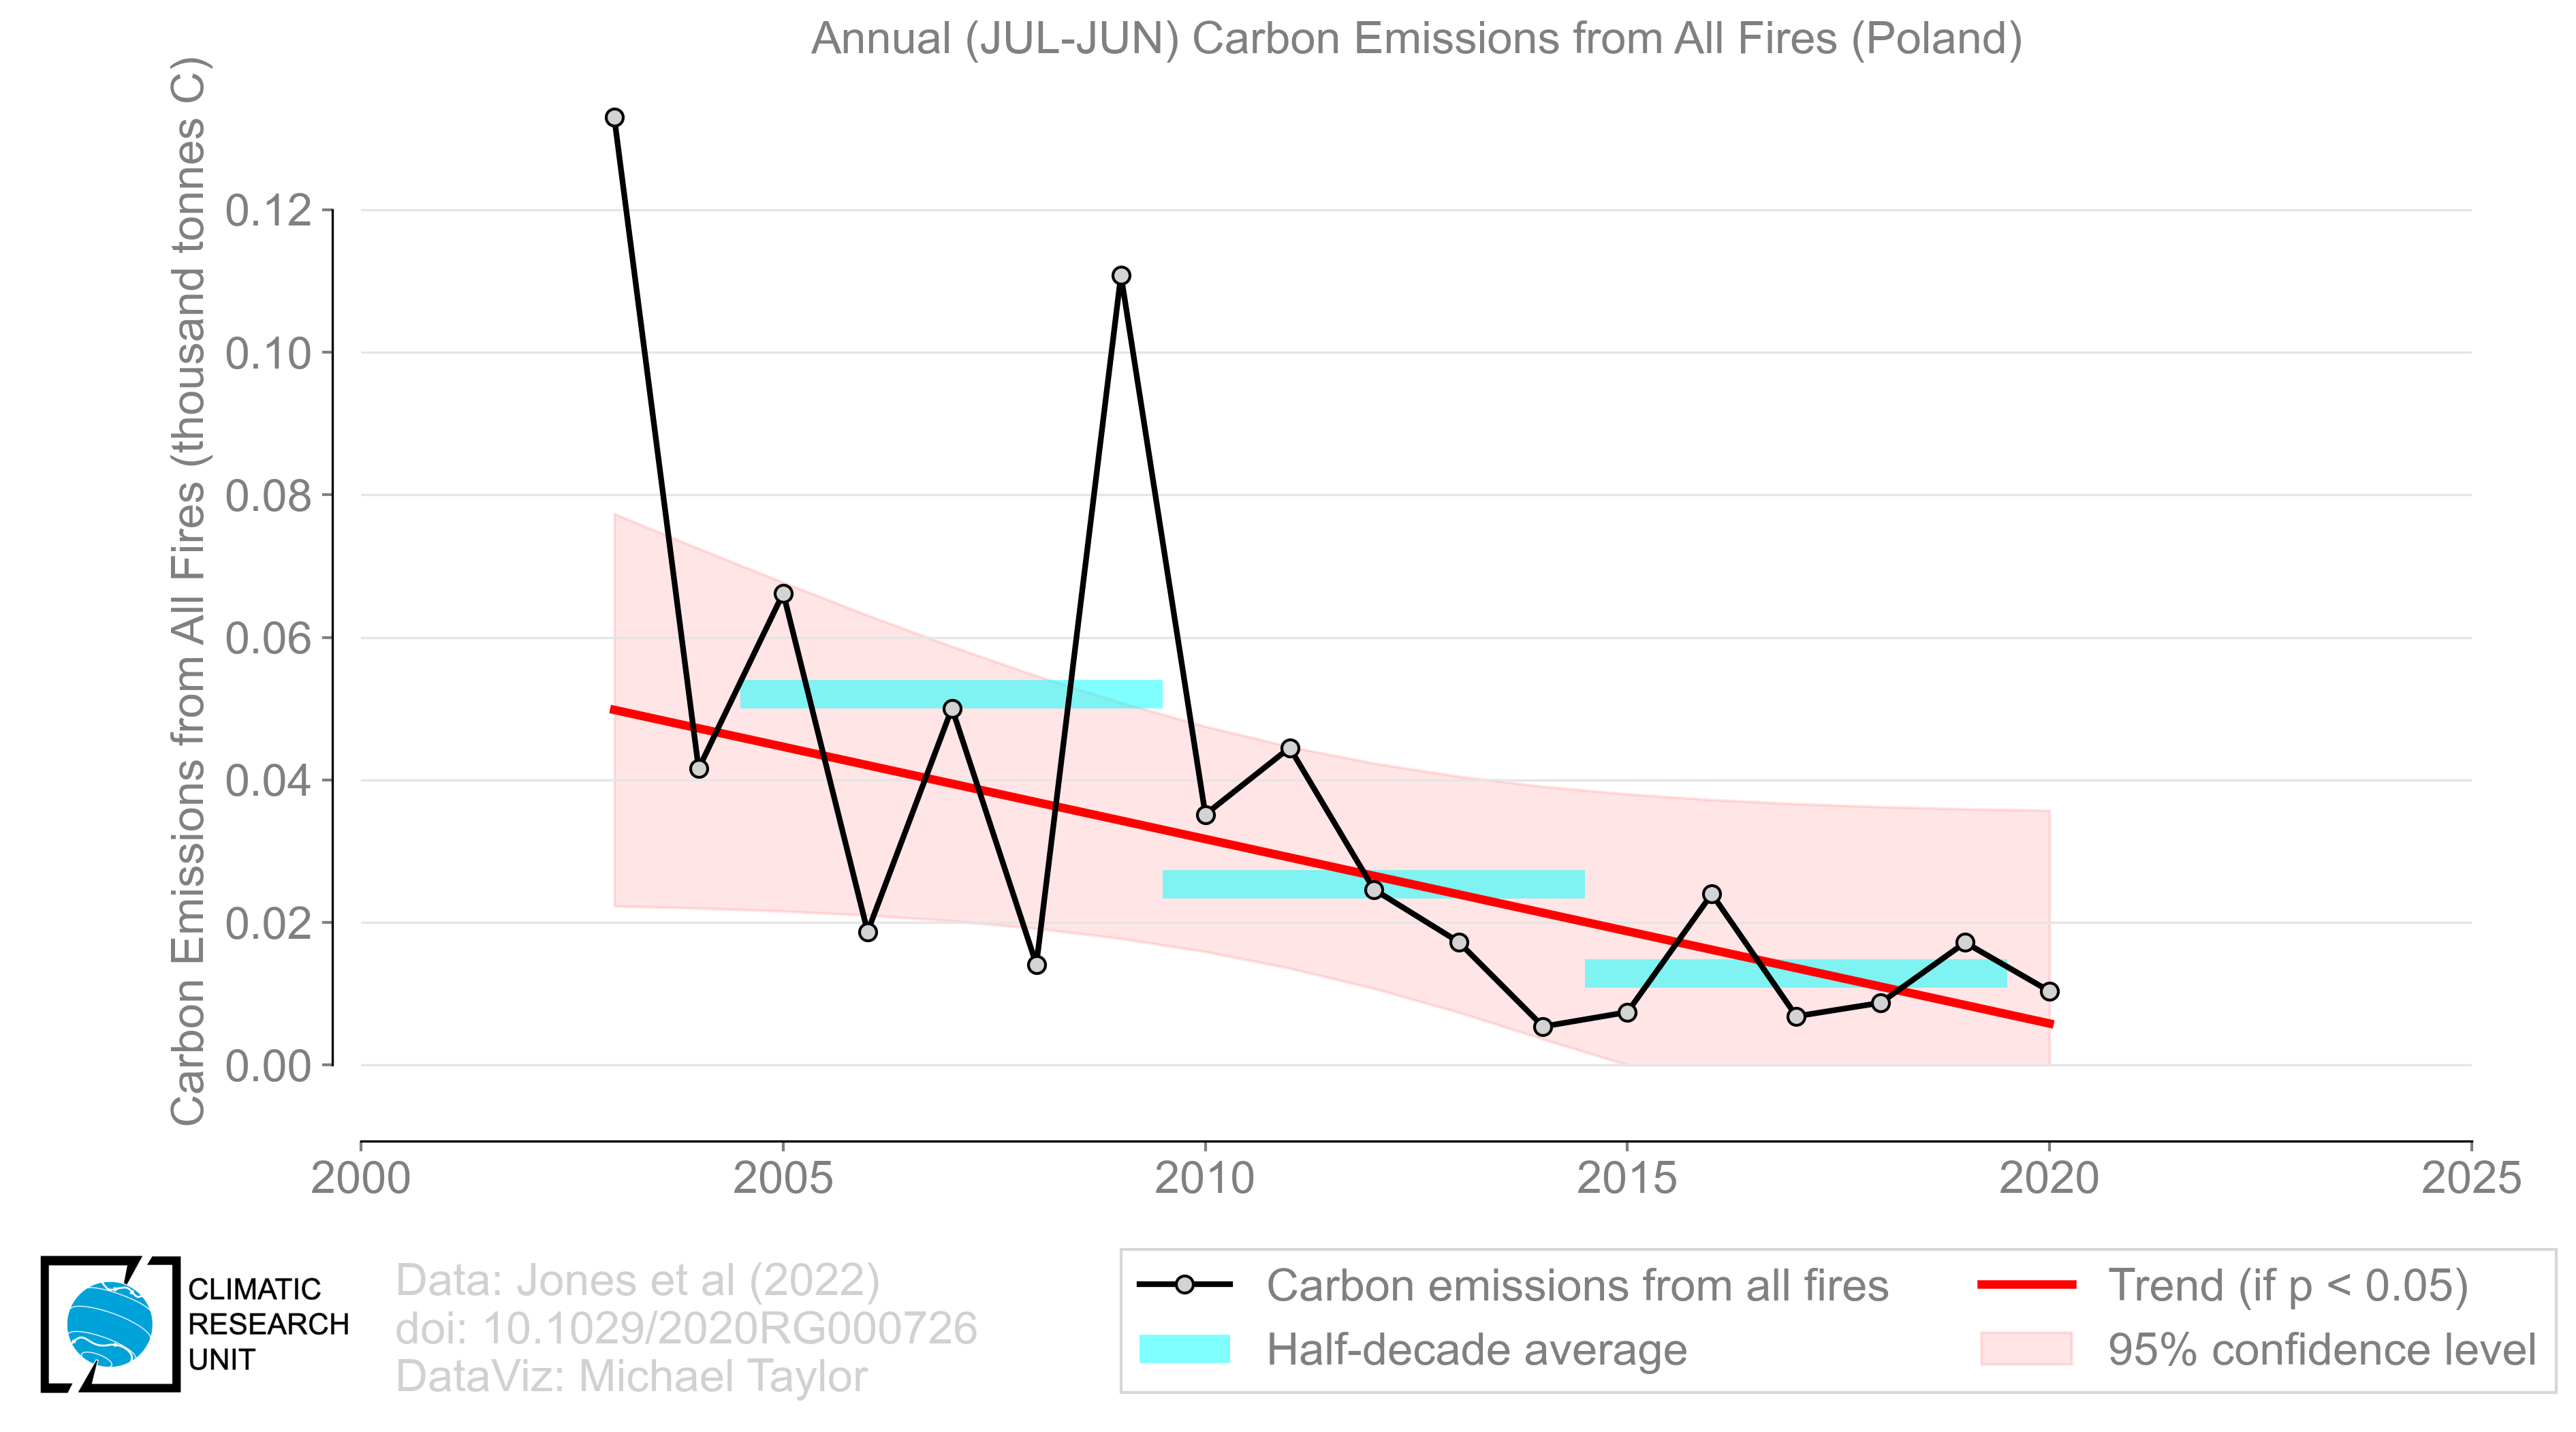 Annual (JUL-JUN) Carbon Emissions from All Fires (Poland)
Carbon Emissions from All Fires (thousand tonnes C)
0.12
0.10
0.08
0.06
0.04
0.02
0.00
2000 2005 2010 2015 2020 2025
CLIMATIC
RESEARCH
UNIT
Data: Jones et al (2022)
doi: 10.1029/2020RG000726
DataViz: Michael Taylor
Carbon emissions from all fires
Half-decade average
Trend (if p < 0.05)
95% confidence level